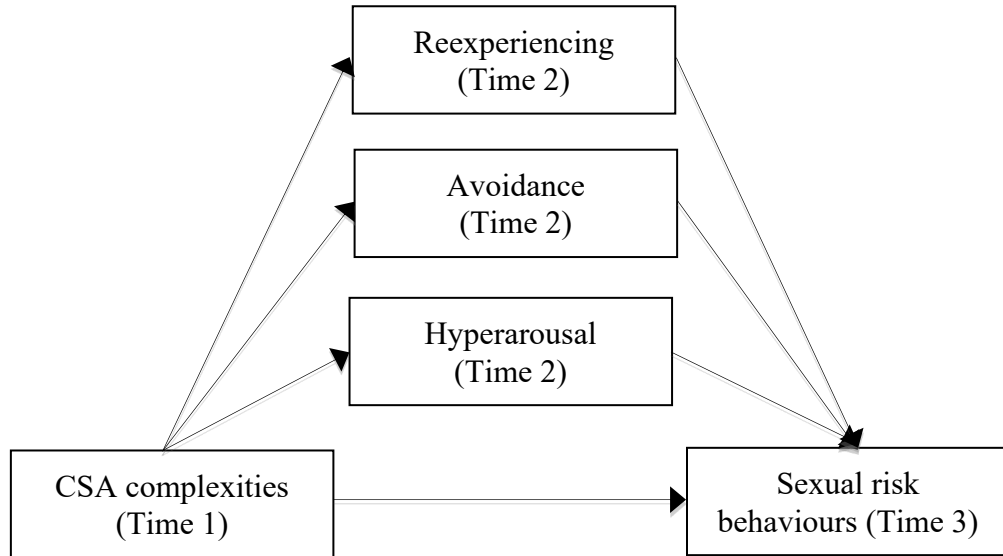 Reexperiencing
(Time 2)
Avoidance
(Time 2)
Hyperarousal
(Time 2)
CSA complexities
(Time 1)
Sexual risk
behaviours (Time 3)